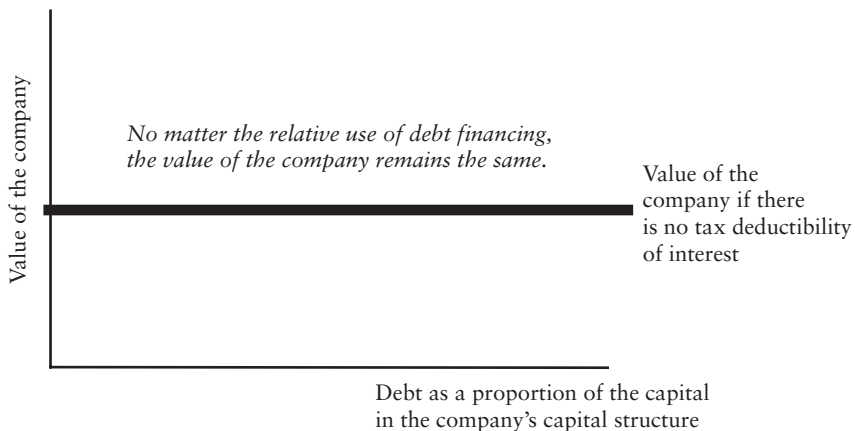 Value of the company
No matter the relative use of debt financing,
the value of the company remains the same.
Value of the
company if there
is no tax deductibility
of interest
Debt as a proportion of the capital
in the company’s capital structure